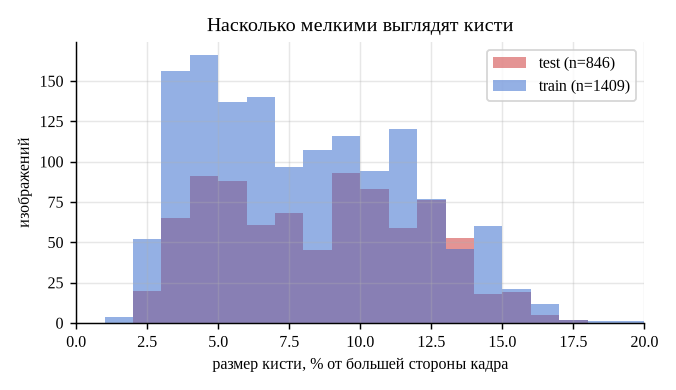 Насколько мелкими выглядят кисти
test (n=846)
train (n=1409)
изображений
150
125
100
75
50
25
0
0.0 2.5 5.0 7.5 10.0 12.5 15.0 17.5 20.0
размер кисти, % от большей стороны кадра